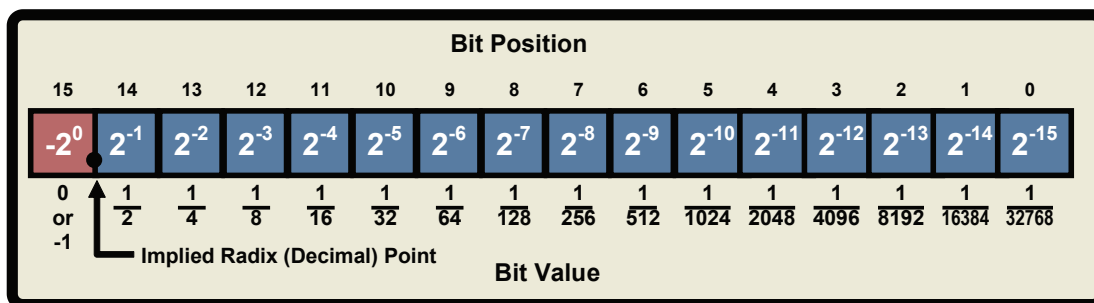 Bit Position
15 14 13 12 11 10 9 8 7 6 5 4 3 2 1 0
-2⁰ 2⁻¹ 2⁻² 2⁻³ 2⁻⁴ 2⁻⁵ 2⁻⁶ 2⁻⁷ 2⁻⁸ 2⁻⁹ 2⁻¹⁰ 2⁻¹¹ 2⁻¹² 2⁻¹³ 2⁻¹⁴ 2⁻¹⁵
0 or -1 1/2 1/4 1/8 1/16 1/32 1/64 1/128 1/256 1/512 1/1024 1/2048 1/4096 1/8192 1/16384 1/32768
Implied Radix (Decimal) Point
Bit Value